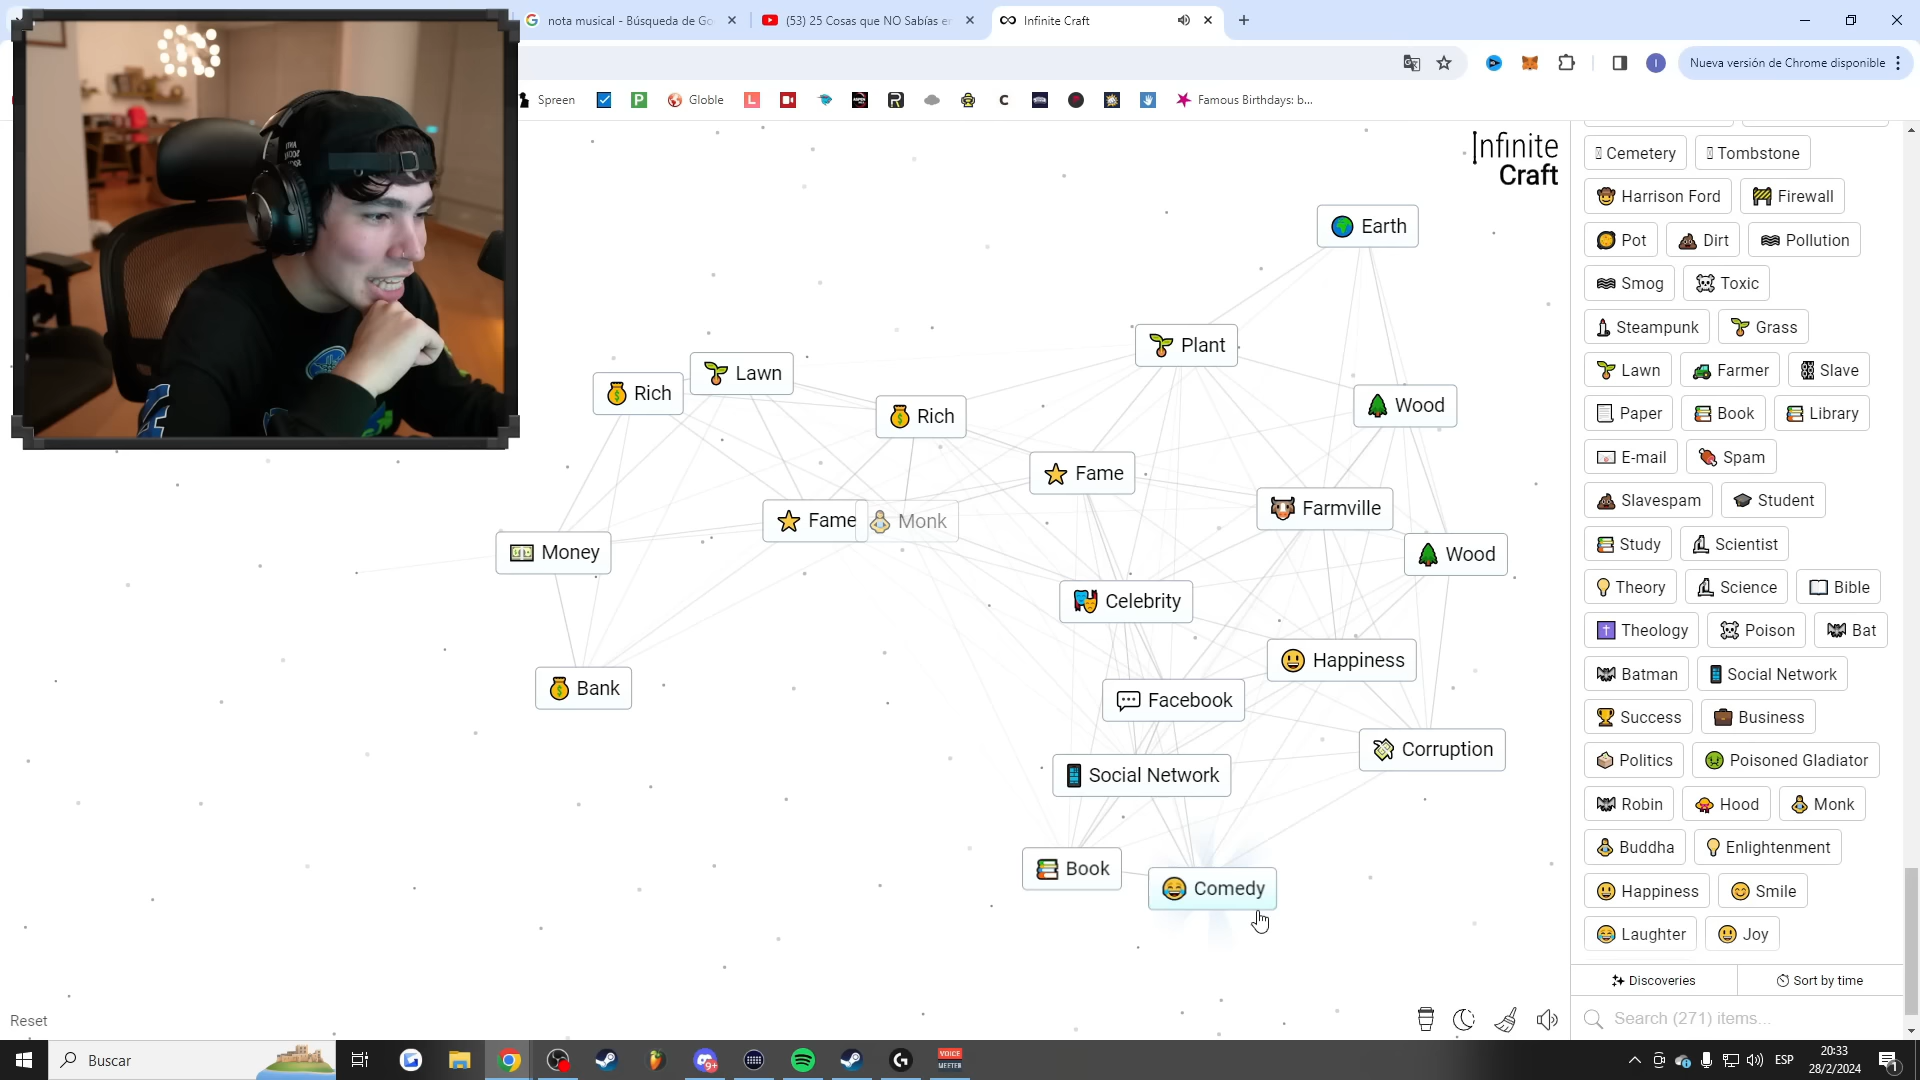 nota musical - Búsqueda de Go
(53) 25 Cosas que NO Sabías e
Infinite Craft
Nueva versión de Chrome disponible
Spreen
Globle
Famous Birthdays: b...
Infinite
Craft
Earth
Plant
Lawn
Rich
Rich
Wood
Fame
Farmville
Fame
Monk
Money
Wood
Celebrity
Happiness
Bank
Facebook
Corruption
Social Network
Book
Comedy
Reset
Cemetery
Tombstone
Harrison Ford
Firewall
Pot
Dirt
Pollution
Smog
Toxic
Steampunk
Grass
Lawn
Farmer
Slave
Paper
Book
Library
E-mail
Spam
Slavespam
Student
Study
Scientist
Theory
Science
Bible
Theology
Poison
Bat
Batman
Social Network
Success
Business
Politics
Poisoned Gladiator
Robin
Hood
Monk
Buddha
Enlightenment
Happiness
Smile
Laughter
Joy
Discoveries
Sort by time
Search (271) items...
Buscar
9+
VOICE
MEETER
ESP
20:33
28/2/2024
1